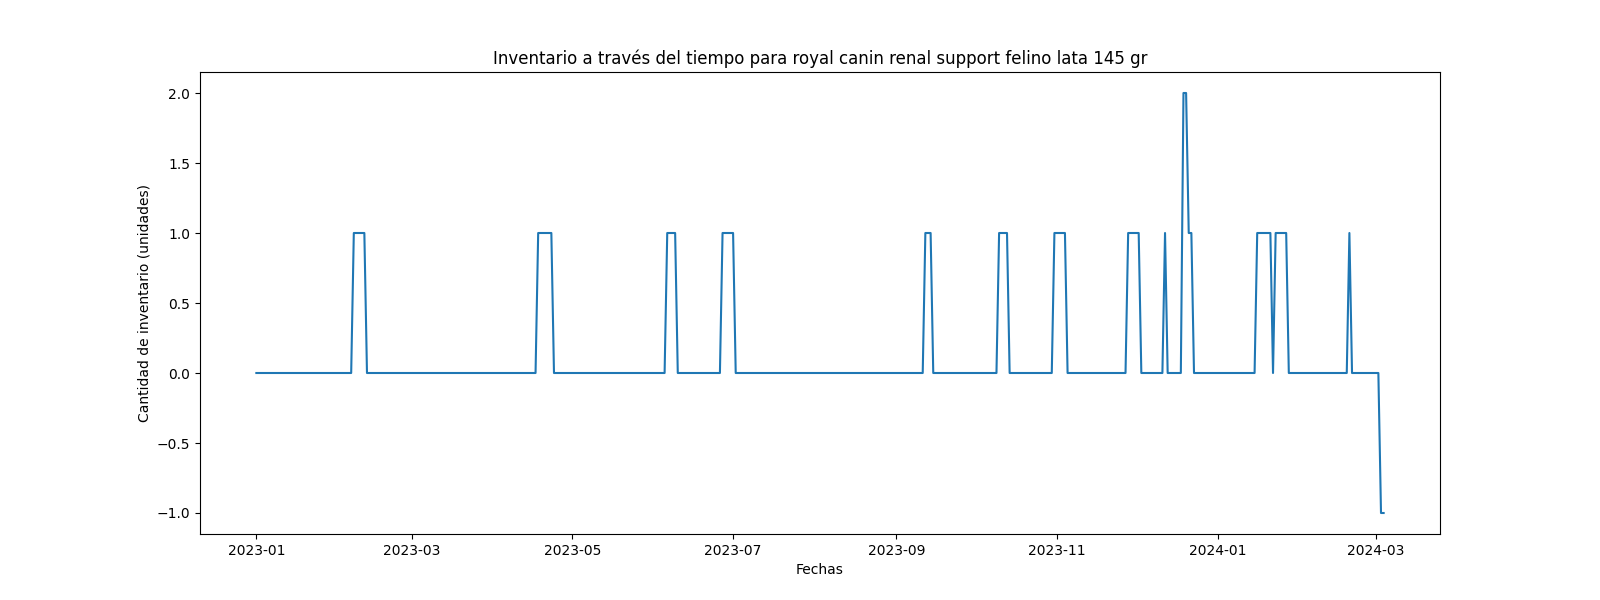 Inventario a través del tiempo para royal canin renal support felino lata 145 gr
Cantidad de inventario (unidades)
2.0
1.5
1.0
0.5
0.0
−0.5
−1.0
2023-01 2023-03 2023-05 2023-07 2023-09 2023-11 2024-01 2024-03
Fechas